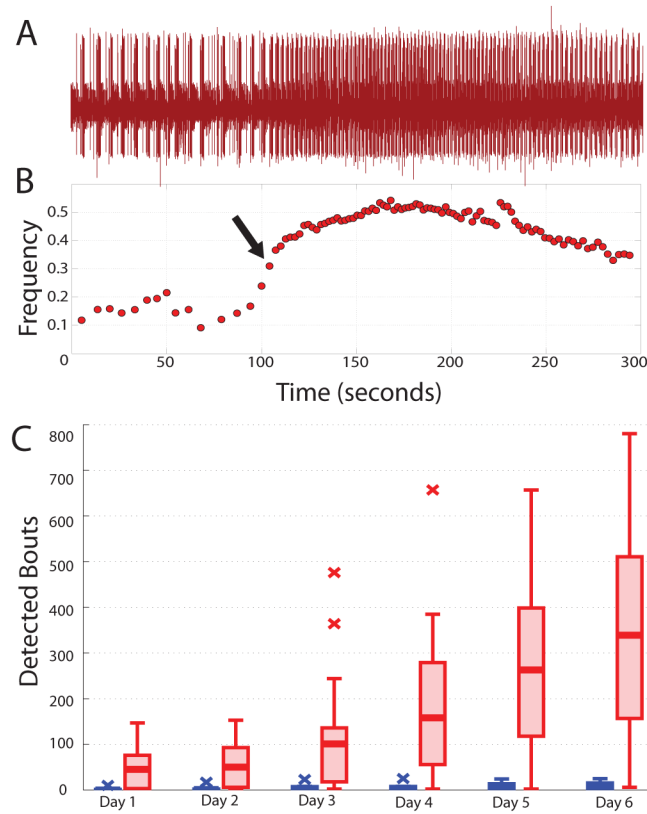 A
B
Frequency
0.5
0.4
0.3
0.2
0.1
0 50 100 150 200 250 300
Time (seconds)
C
Detected Bouts
800
700
600
500
400
300
200
100
0
Day 1 Day 2 Day 3 Day 4 Day 5 Day 6